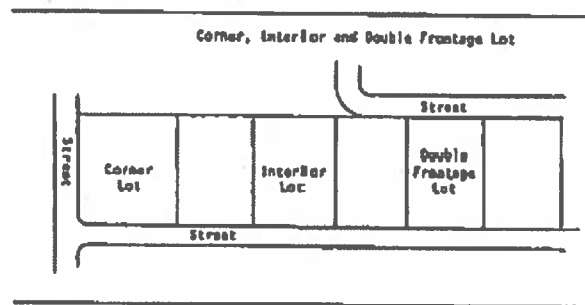 Corner, Interior and Double Frontage Lot
Street
Street
Corner
Lot
Interior
Lot
Double
Frontage
Lot
Street